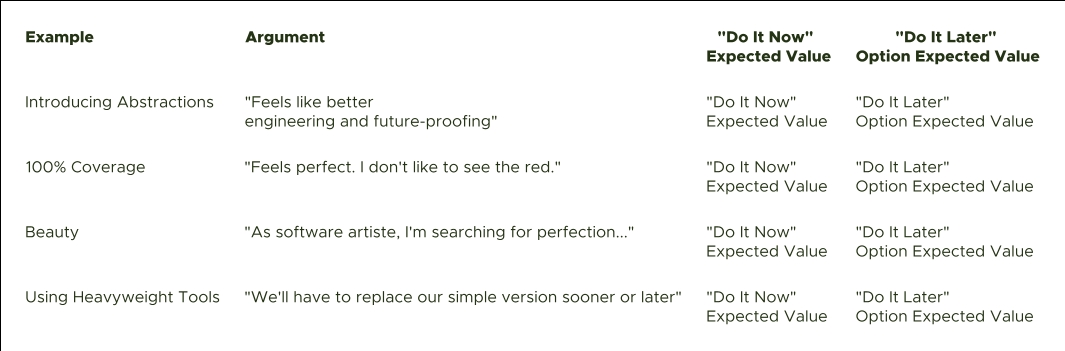 Example Argument "Do It Now" "Do It Later"
Expected Value Option Expected Value
Introducing Abstractions "Feels like better "Do It Now" "Do It Later"
engineering and future-proofing" Expected Value Option Expected Value
100% Coverage "Feels perfect. I don't like to see the red." "Do It Now" "Do It Later"
Expected Value Option Expected Value
Beauty "As software artiste, I'm searching for perfection..." "Do It Now" "Do It Later"
Expected Value Option Expected Value
Using Heavyweight Tools "We'll have to replace our simple version sooner or later" "Do It Now" "Do It Later"
Expected Value Option Expected Value